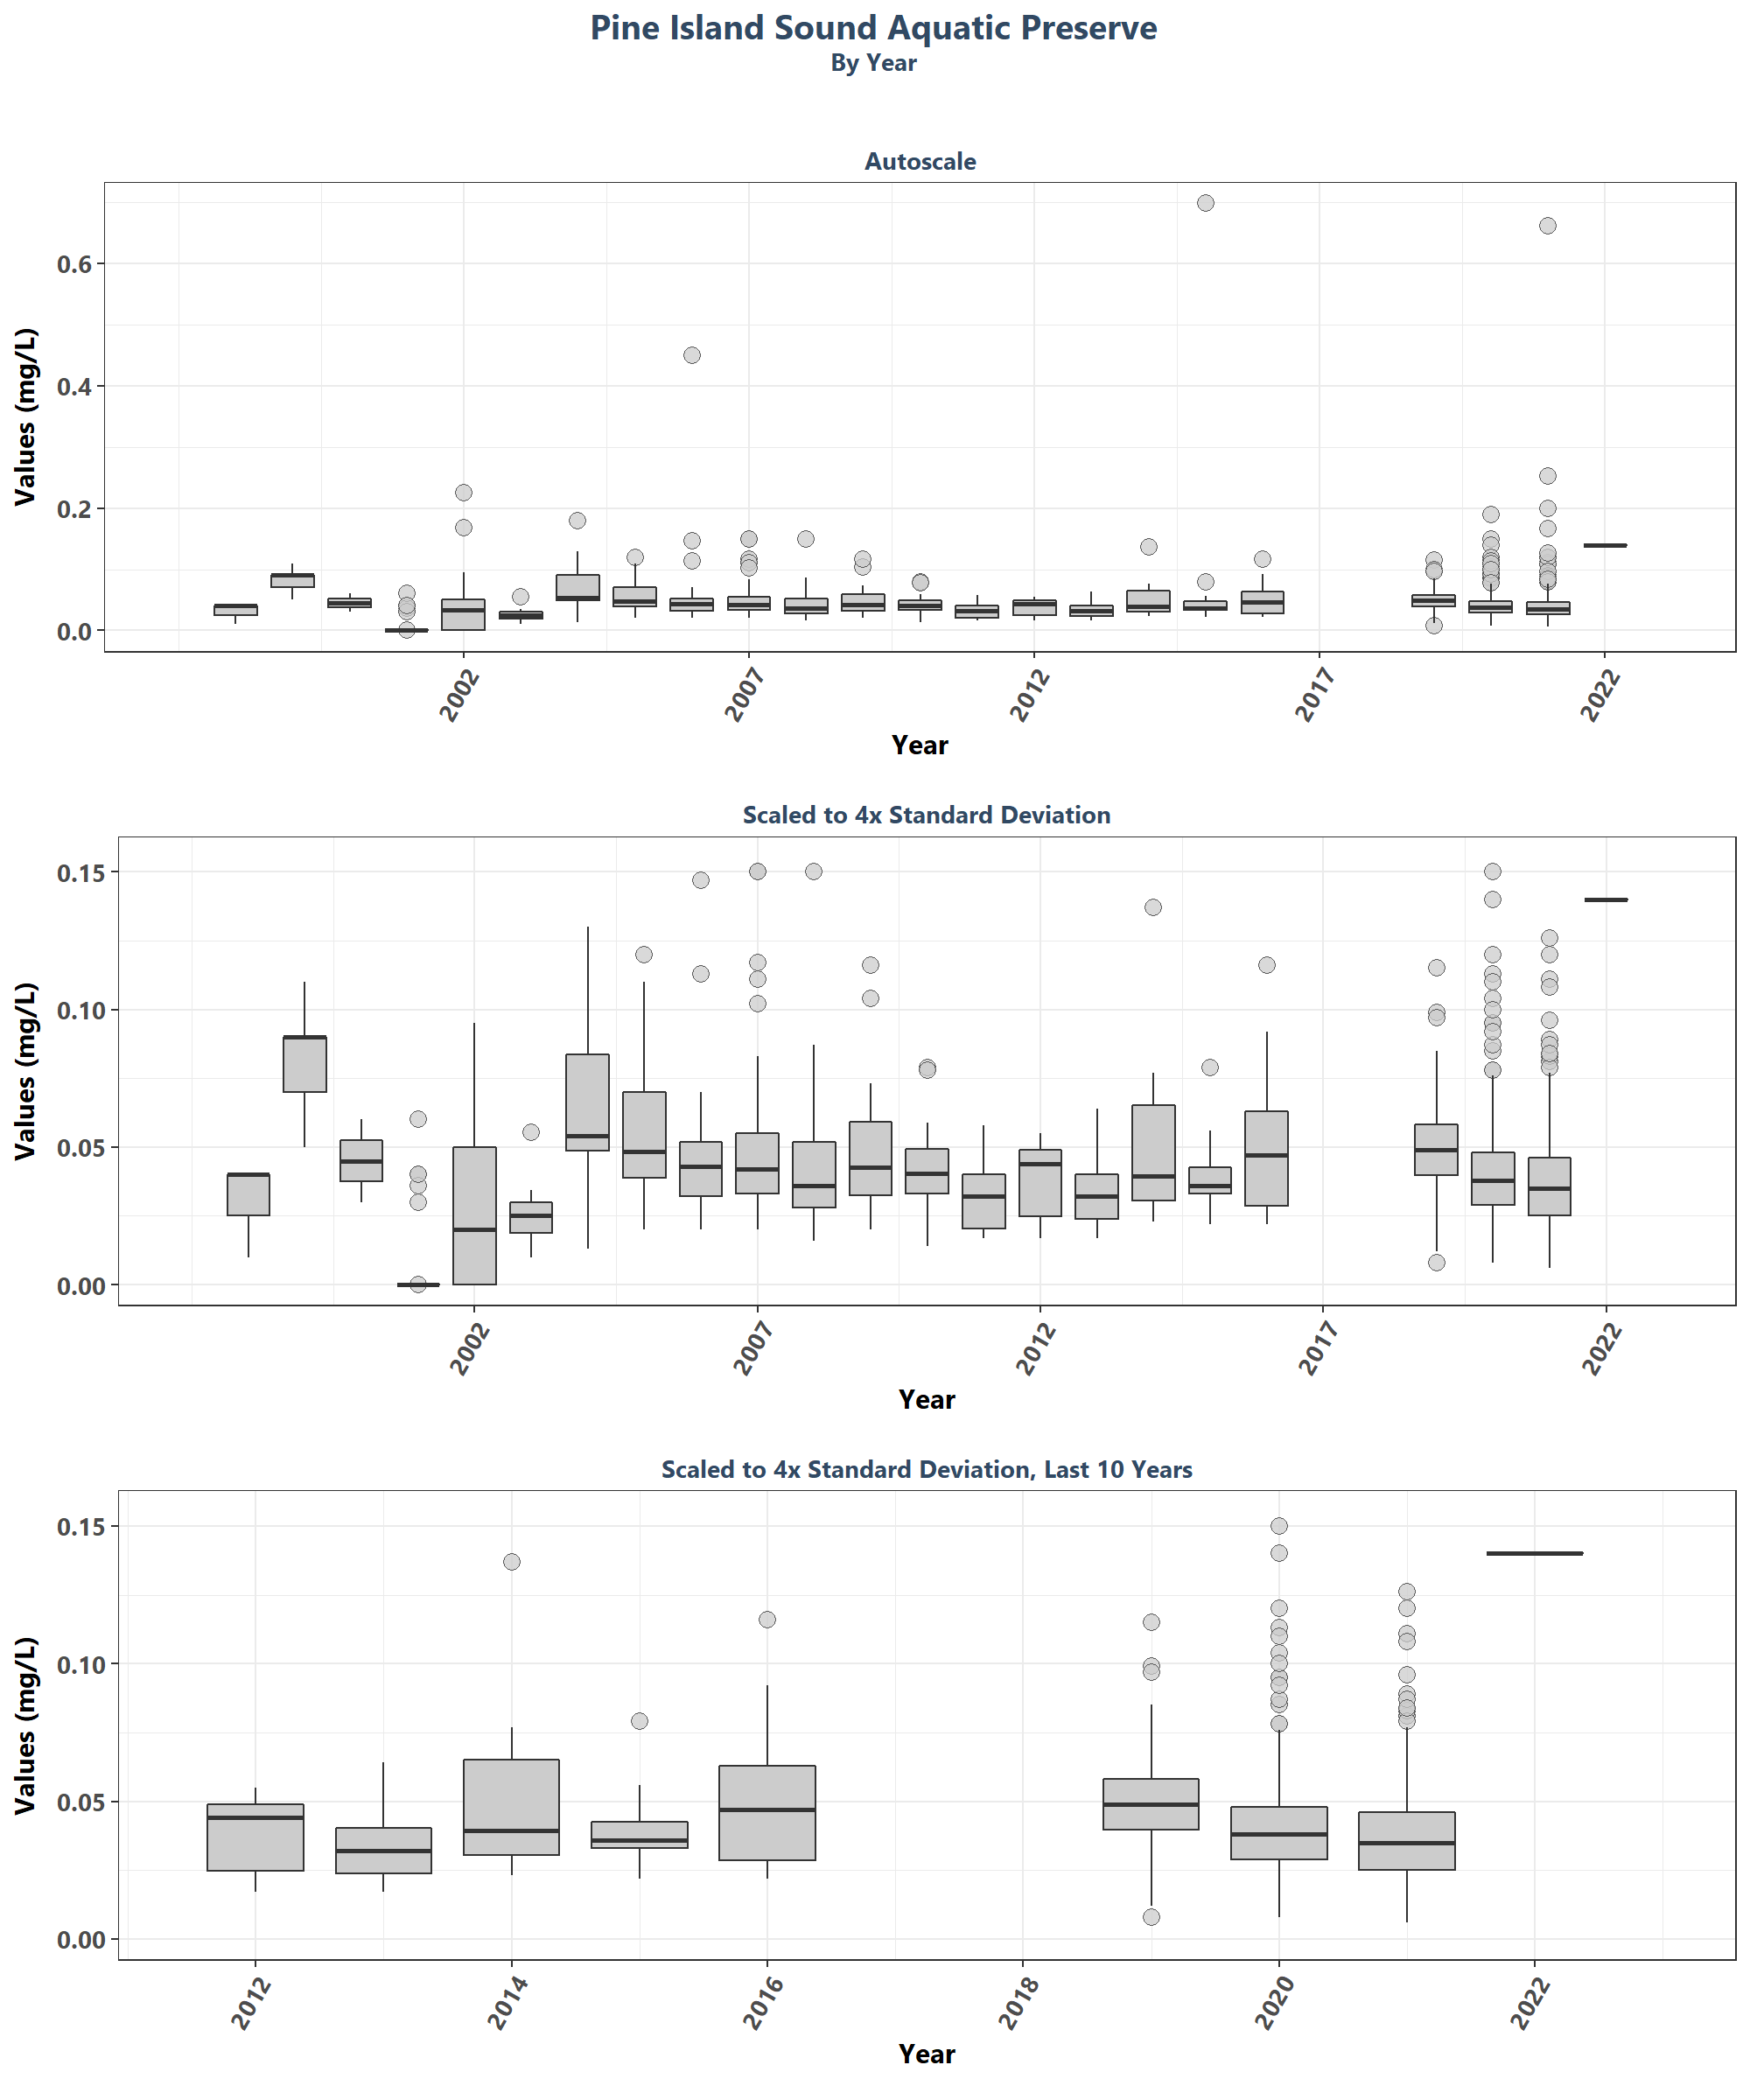 Pine Island Sound Aquatic Preserve
By Year
Autoscale
Values (mg/L)
0.6
0.4
0.2
0.0
2002
2007
2012
2017
2022
Year
Scaled to 4x Standard Deviation
Values (mg/L)
0.15
0.10
0.05
0.00
2002
2007
2012
2017
2022
Year
Scaled to 4x Standard Deviation, Last 10 Years
Values (mg/L)
0.15
0.10
0.05
0.00
2012
2014
2016
2018
2020
2022
Year